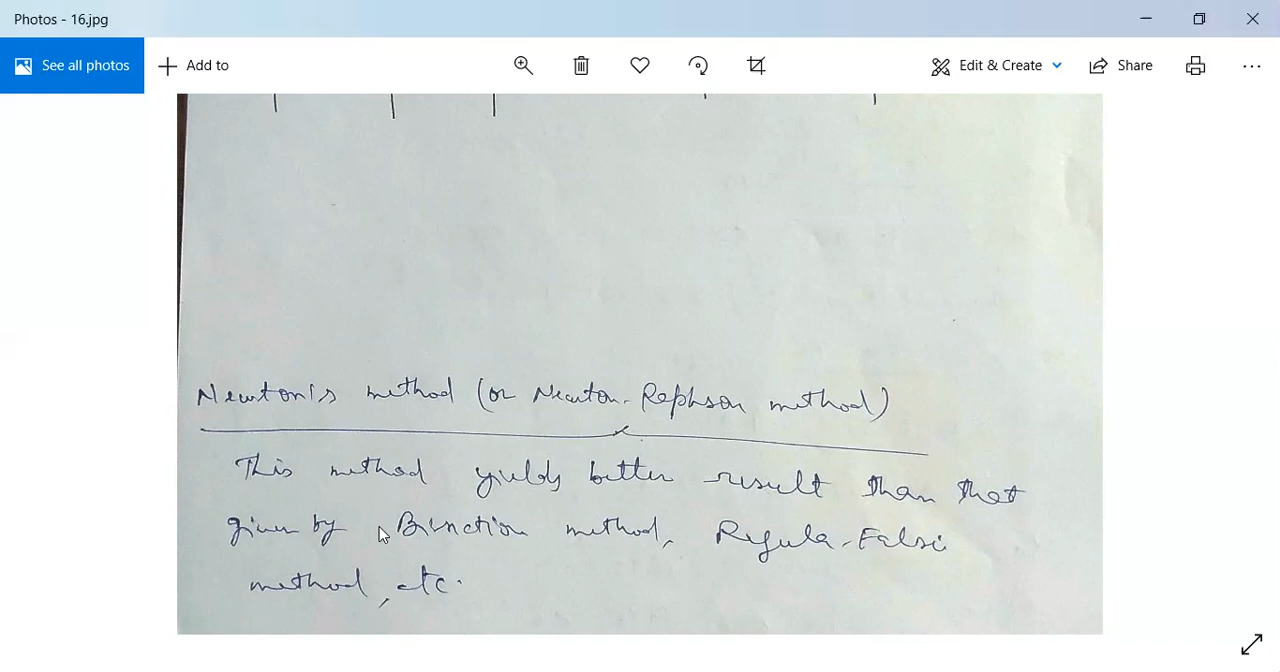 Photos - 16.jpg
See all photos
Add to
Edit & Create
Share
Newton's method (or Newton-Rephson method)
This method yields better result than that
given by Bisection method, Regula-Falsi
method, etc.